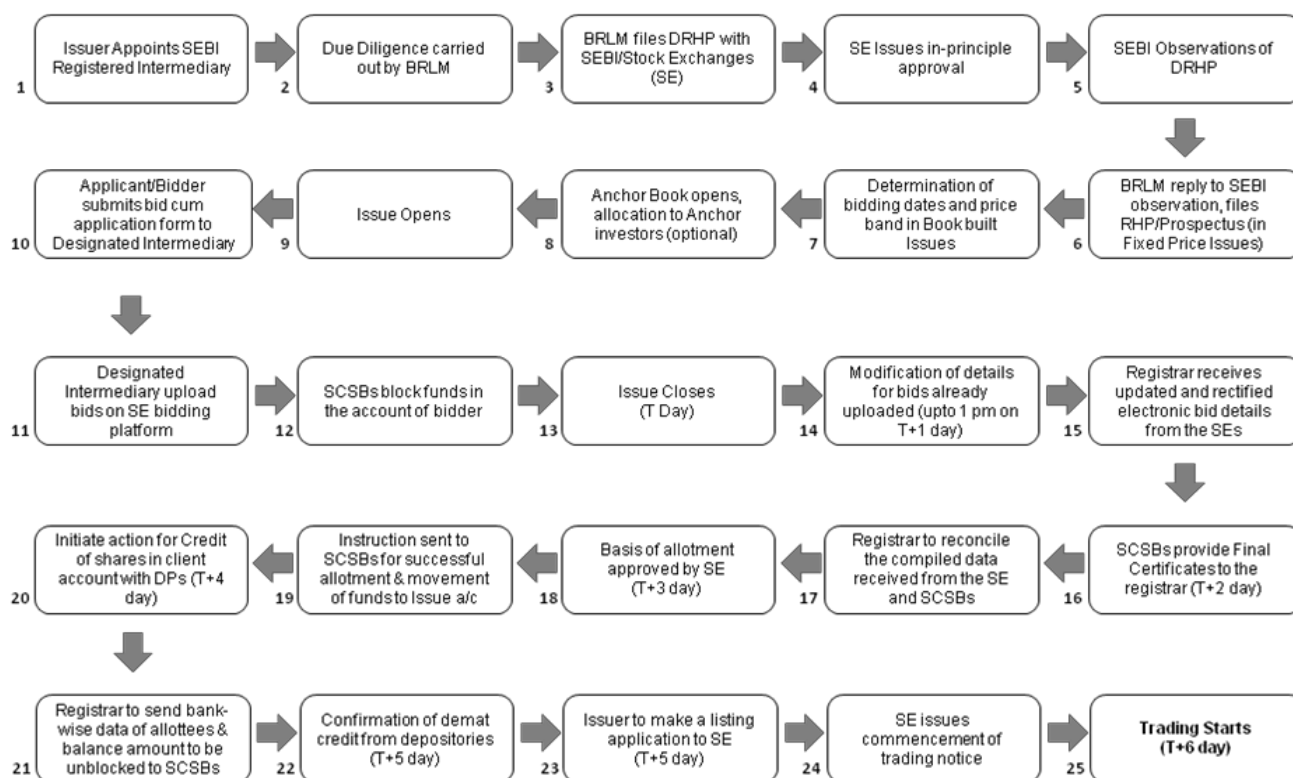 Issuer Appoints SEBI
Registered Intermediary
1
Due Diligence carried
out by BRLM
2
BRLM files DRHP with
SEBI/Stock Exchanges
(SE)
3
SE Issues in-principle
approval
4
SEBI Observations of
DRHP
5
BRLM reply to SEBI
observation, files
RHP/Prospectus (in
Fixed Price Issues)
6
Determination of
bidding dates and price
band in Book built
Issues
7
Anchor Book opens,
allocation to Anchor
investors (optional)
8
Issue Opens
9
Applicant/Bidder
submits bid cum
application form to
Designated Intermediary
10
Designated
Intermediary upload
bids on SE bidding
platform
11
SCSBs block funds in
the account of bidder
12
Issue Closes
(T Day)
13
Modification of details
for bids already
uploaded (upto 1 pm on
T+1 day)
14
Registrar receives
updated and rectified
electronic bid details
from the SEs
15
SCSBs provide Final
Certificates to the
registrar (T+2 day)
16
Registrar to reconcile
the compiled data
received from the SE
and SCSBs
17
Basis of allotment
approved by SE
(T+3 day)
18
Instruction sent to
SCSBs for successful
allotment & movement
of funds to Issue a/c
19
Initiate action for Credit
of shares in client
account with DPs (T+4
day)
20
Registrar to send bank-
wise data of allottees &
balance amount to be
unblocked to SCSBs
21
Confirmation of demat
credit from depositories
(T+5 day)
22
Issuer to make a listing
application to SE
(T+5 day)
23
SE issues
commencement of
trading notice
24
Trading Starts
(T+6 day)
25